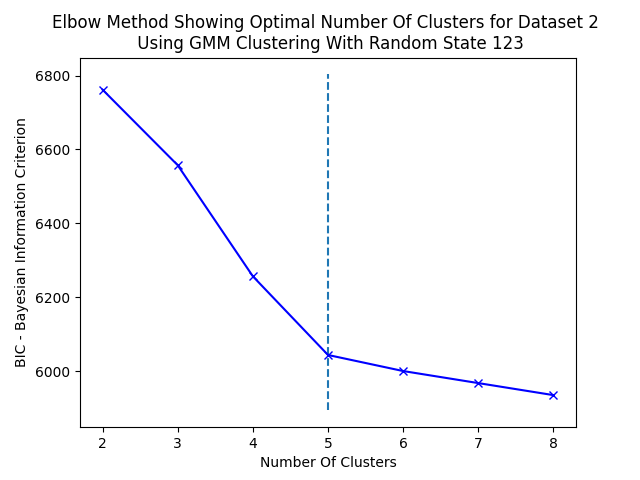 Elbow Method Showing Optimal Number Of Clusters for Dataset 2
Using GMM Clustering With Random State 123
BIC - Bayesian Information Criterion
6800
6600
6400
6200
6000
2 3 4 5 6 7 8
Number Of Clusters